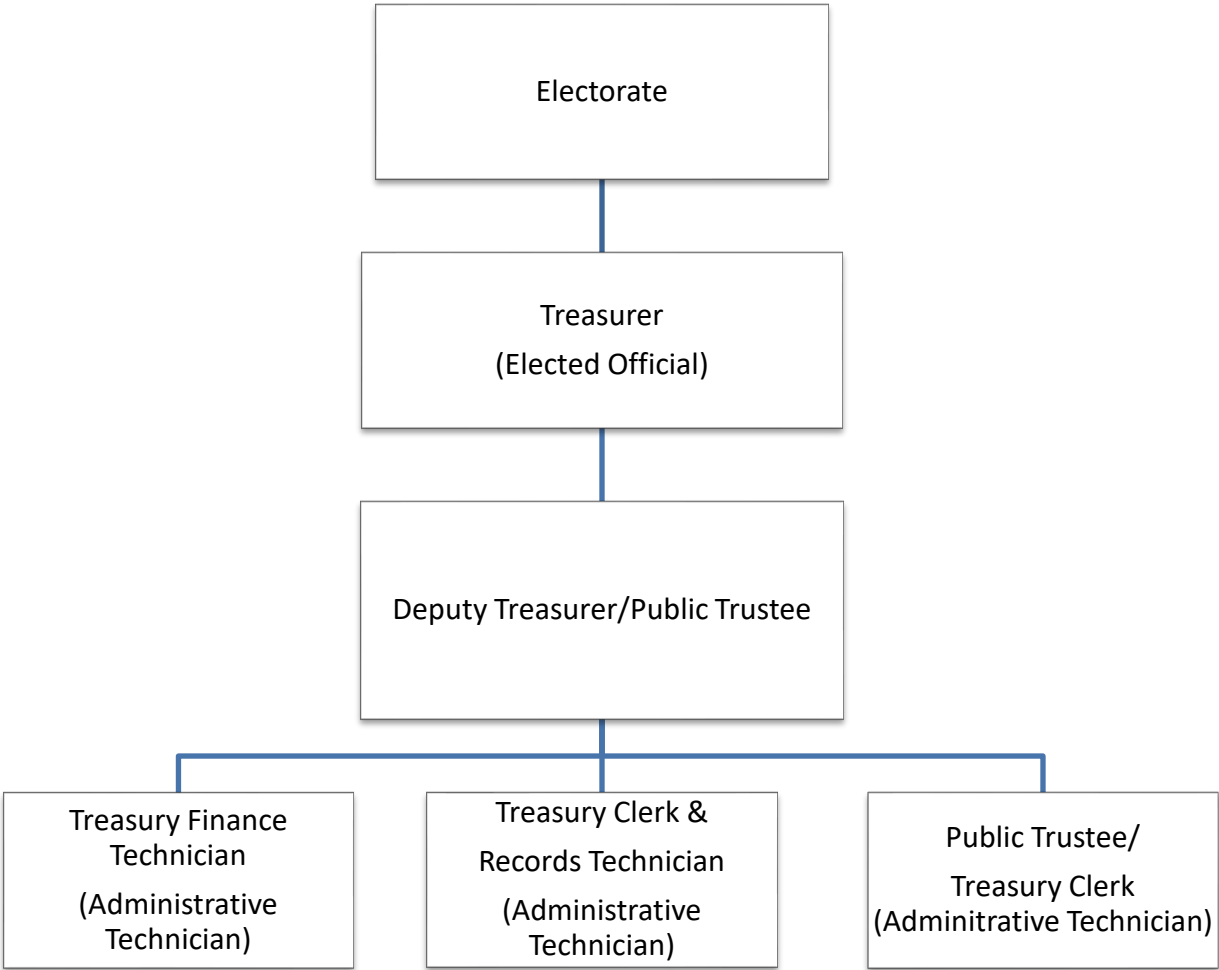 Electorate
Treasurer
(Elected Official)
Deputy Treasurer/Public Trustee
Treasury Finance
Technician
(Administrative
Technician)
Treasury Clerk &
Records Technician
(Administrative
Technician)
Public Trustee/
Treasury Clerk
(Adminitrative Technician)